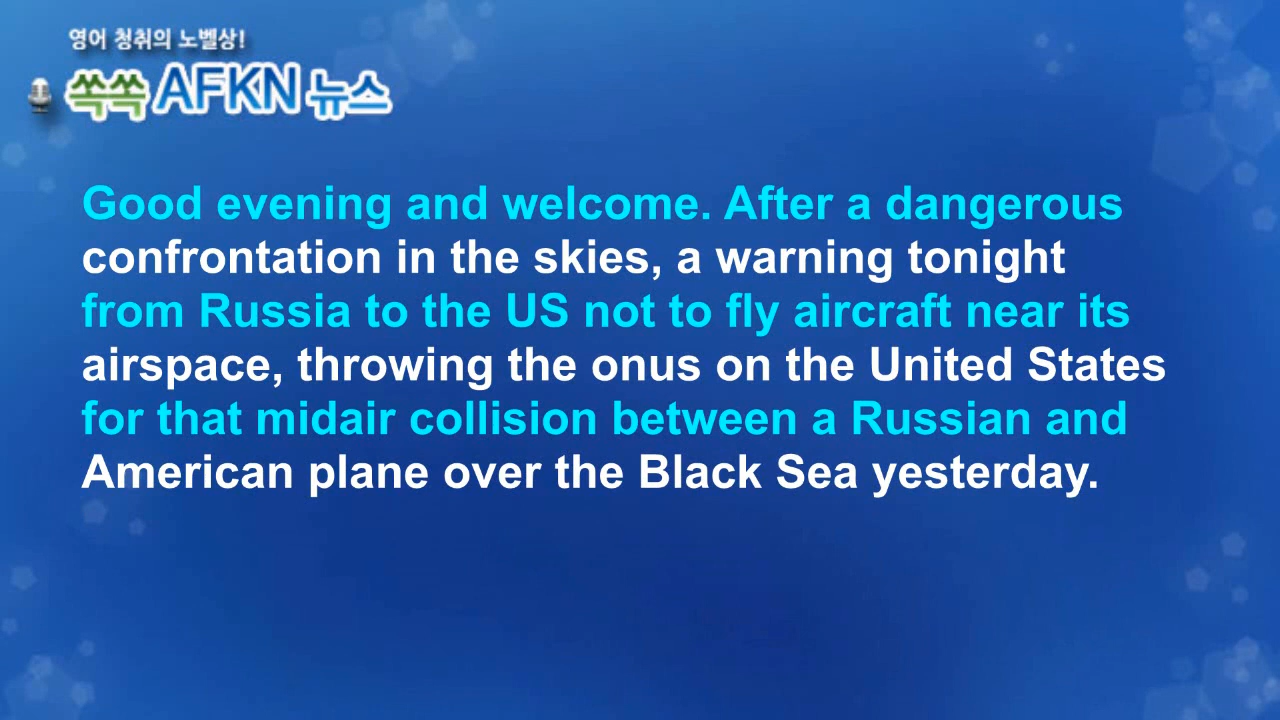 영어 청취의 노벨상!
쏙쏙 AFKN 뉴스
Good evening and welcome. After a dangerous
confrontation in the skies, a warning tonight
from Russia to the US not to fly aircraft near its
airspace, throwing the onus on the United States
for that midair collision between a Russian and
American plane over the Black Sea yesterday.